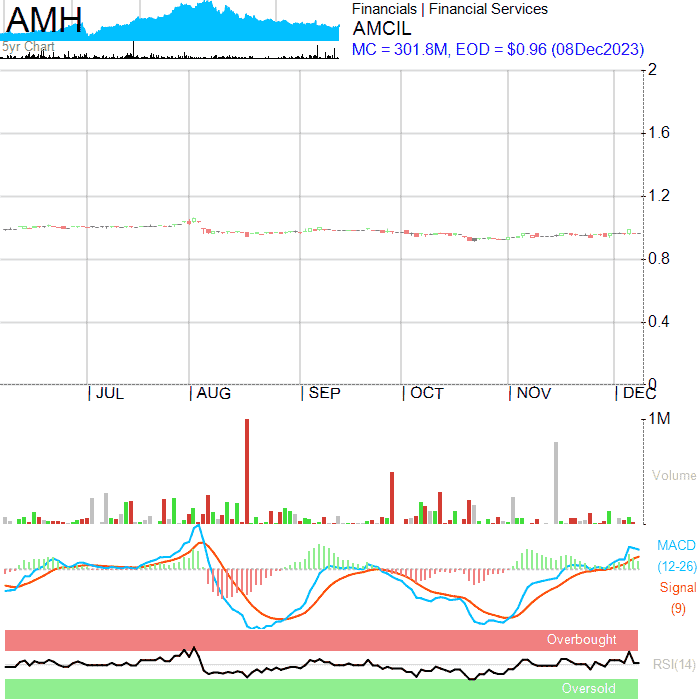 AMH
5yr Chart
Financials | Financial Services
AMCIL
MC = 301.8M, EOD = $0.96 (08Dec2023)
2
1.6
1.2
0.8
0.4
0
| JUL | AUG | SEP | OCT | NOV | DEC
1M
Volume
MACD
(12-26)
Signal
(9)
Overbought
RSI(14)
Oversold